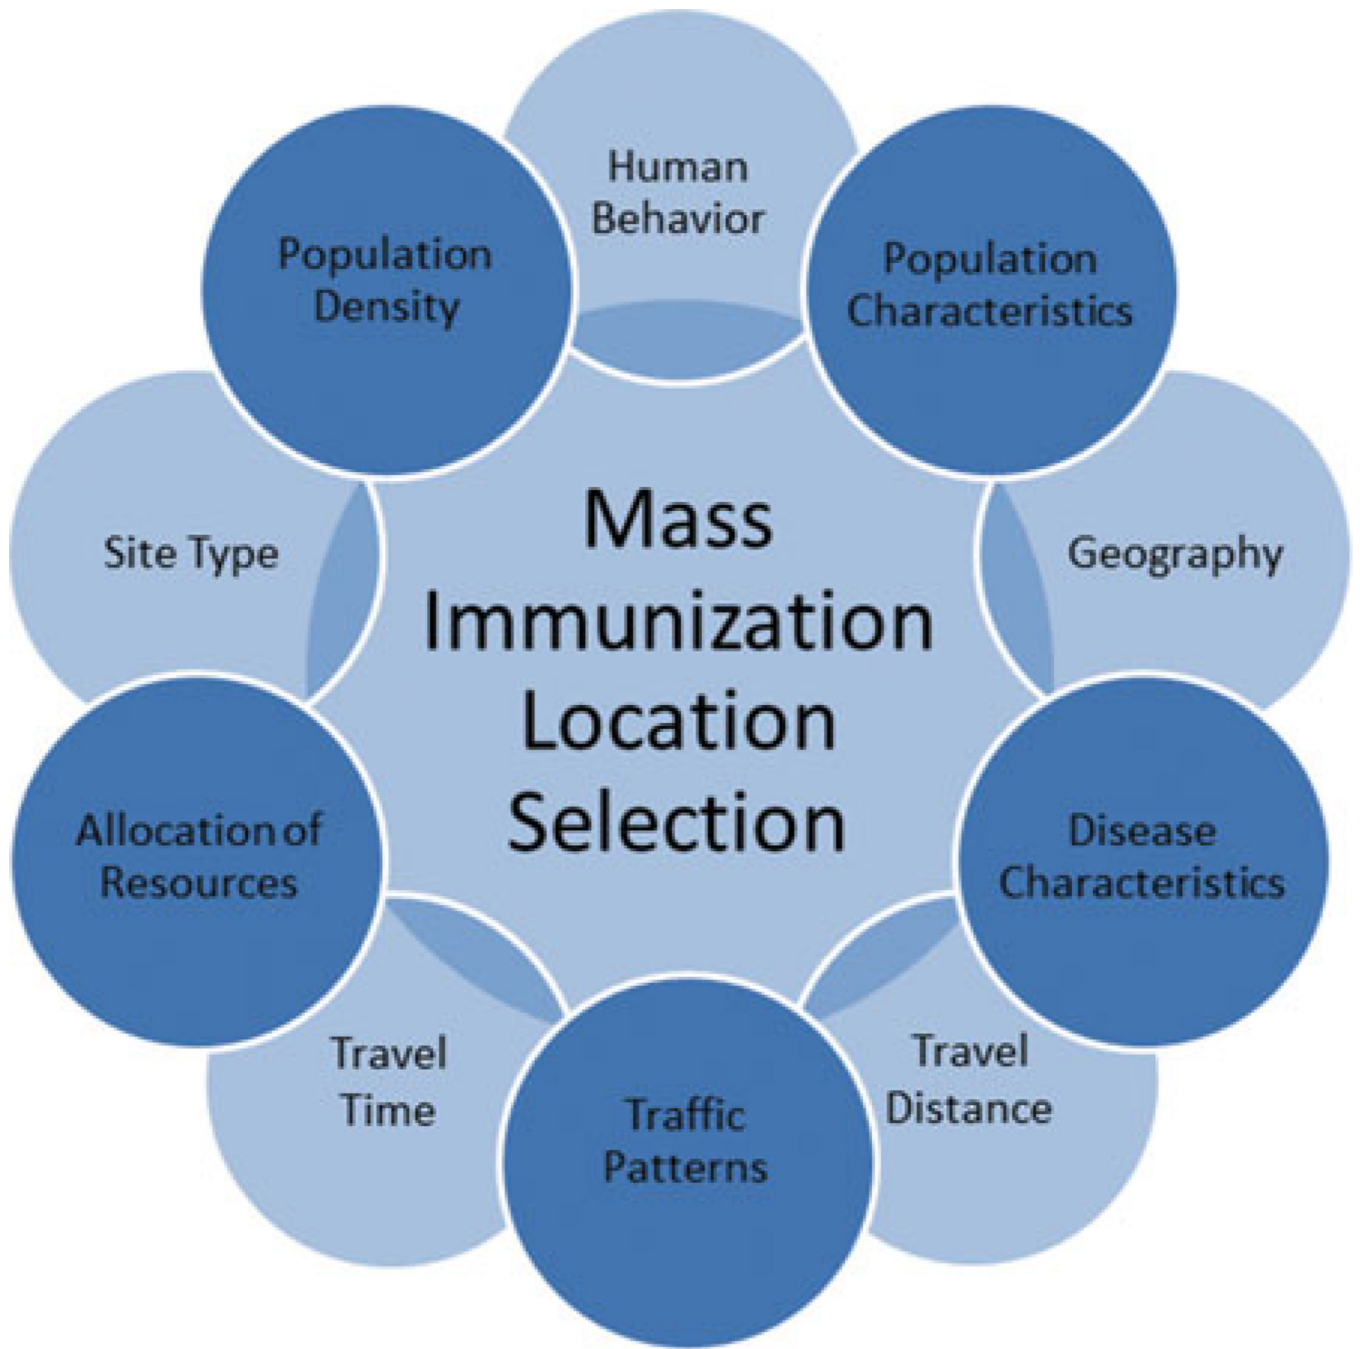 Human
Behavior
Population
Characteristics
Geography
Disease
Characteristics
Travel
Distance
Traffic
Patterns
Travel
Time
Allocation of
Resources
Site Type
Population
Density
Mass
Immunization
Location
Selection